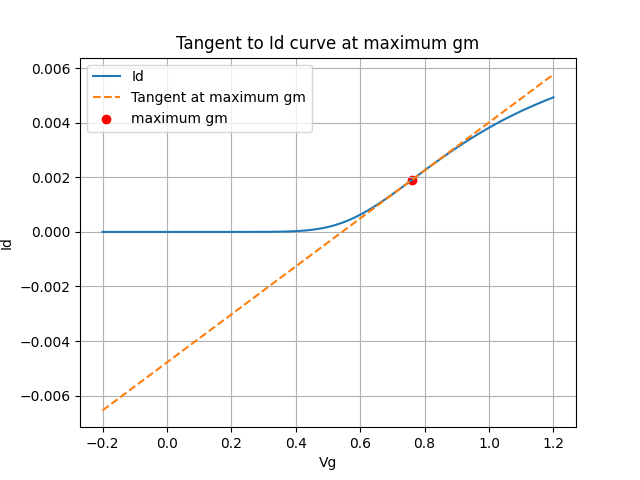 Tangent to Id curve at maximum gm
Id
Tangent at maximum gm
maximum gm
0.006
0.004
0.002
0.000
−0.002
−0.004
−0.006
Id
−0.2 0.0 0.2 0.4 0.6 0.8 1.0 1.2
Vg